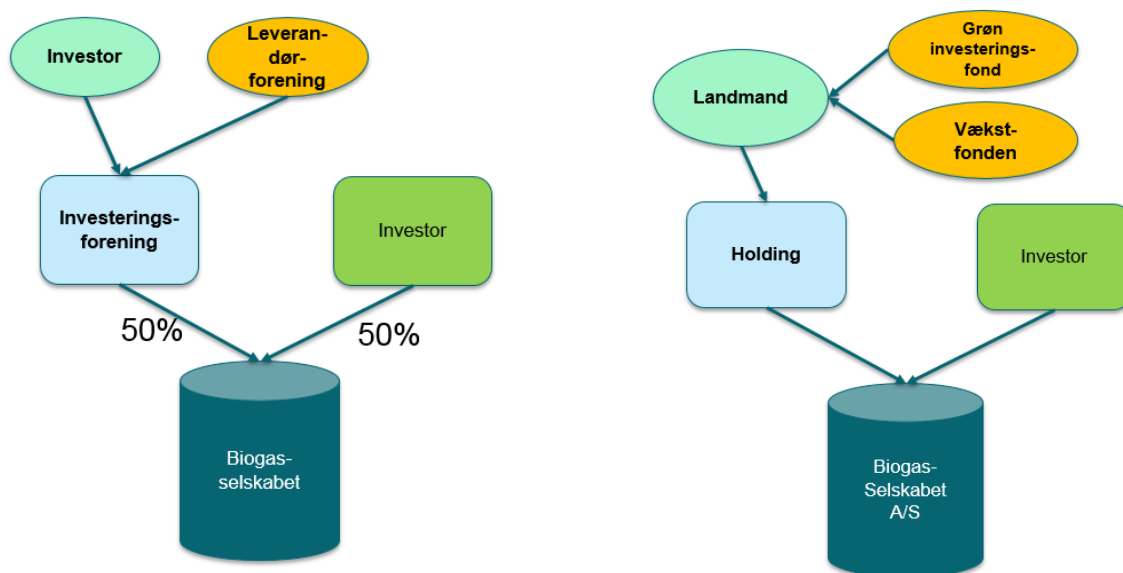 Investor
Leveran-
dør-
forening
Investerings-
forening
Investor
50%
50%
Biogas-
selskabet
Grøn
investerings-
fond
Landmand
Vækst-
fonden
Holding
Investor
Biogas-
Selskabet
A/S